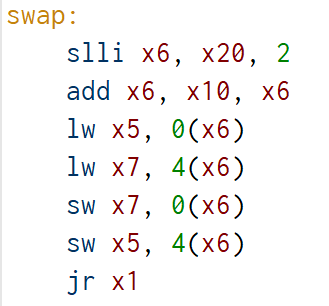 swap:
slli x6, x20, 2
add x6, x10, x6
lw x5, 0(x6)
lw x7, 4(x6)
sw x7, 0(x6)
sw x5, 4(x6)
jr x1